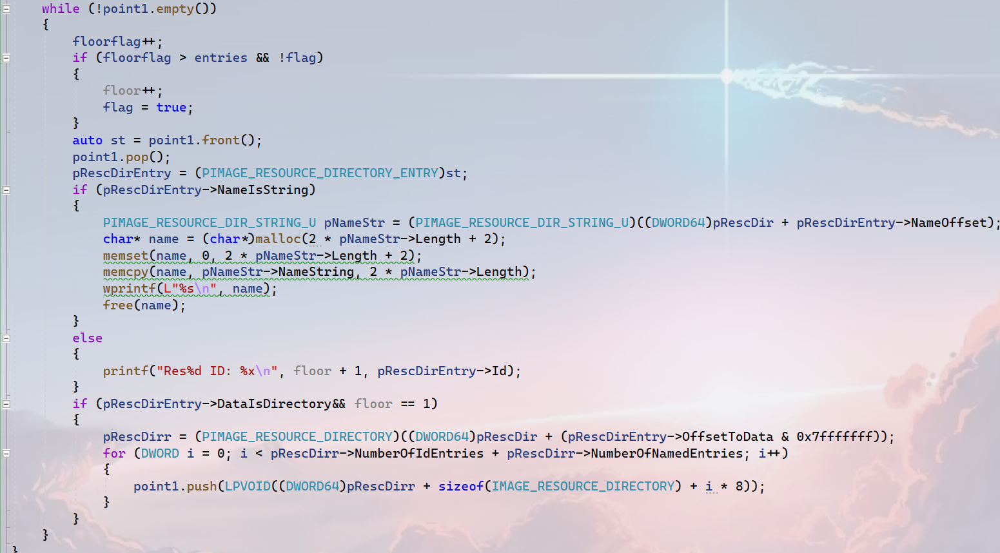 while (!point1.empty())
{
floorflag++;
if (floorflag > entries && !flag)
{
floor++;
flag = true;
}
auto st = point1.front();
point1.pop();
pRescDirEntry = (PIMAGE_RESOURCE_DIRECTORY_ENTRY)st;
if (pRescDirEntry->NameIsString)
{
PIMAGE_RESOURCE_DIR_STRING_U pNameStr = (PIMAGE_RESOURCE_DIR_STRING_U)((DWORD64)pRescDir + pRescDirEntry->NameOffset);
char* name = (char*)malloc(2 * pNameStr->Length + 2);
memset(name, 0, 2 * pNameStr->Length + 2);
memcpy(name, pNameStr->NameString, 2 * pNameStr->Length);
wprintf(L"%s\n", name);
free(name);
}
else
{
printf("Res%d ID: %x\n", floor + 1, pRescDirEntry->Id);
}
if (pRescDirEntry->DataIsDirectory&& floor == 1)
{
pRescDirr = (PIMAGE_RESOURCE_DIRECTORY)((DWORD64)pRescDir + (pRescDirEntry->OffsetToData & 0x7fffffff));
for (DWORD i = 0; i < pRescDirr->NumberOfIdEntries + pRescDirr->NumberOfNamedEntries; i++)
{
point1.push(LPVOID((DWORD64)pRescDirr + sizeof(IMAGE_RESOURCE_DIRECTORY) + i * 8));
}
}
}
}